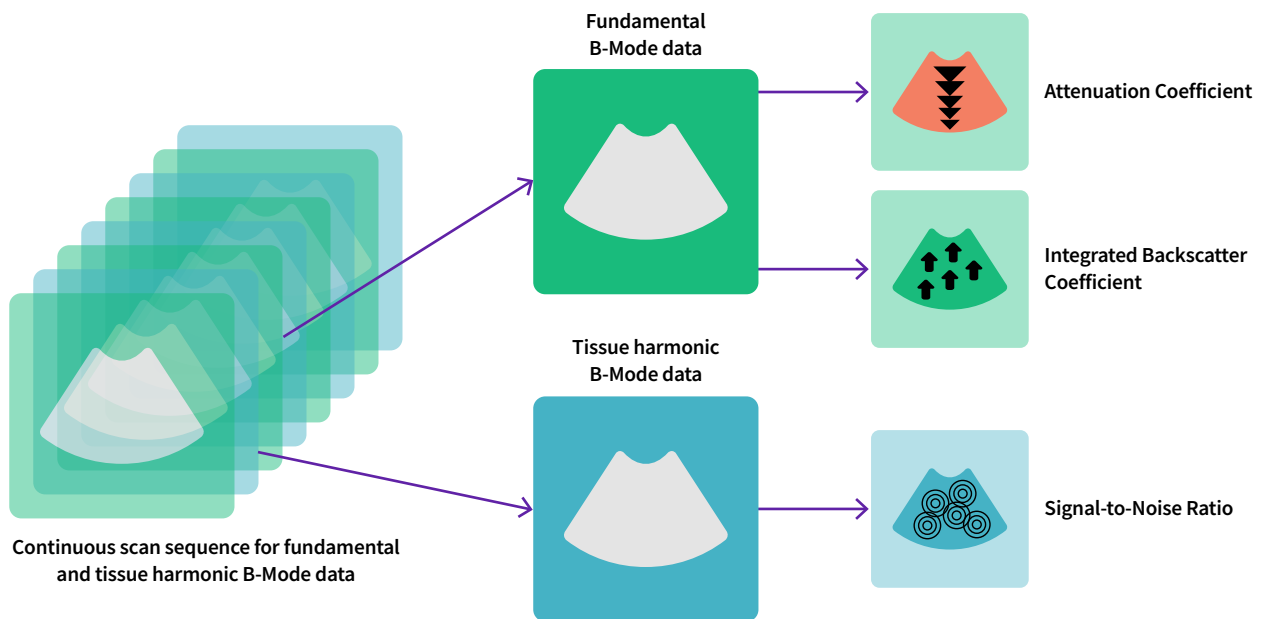 Fundamental
B-Mode data
Attenuation Coefficient
Integrated Backscatter
Coefficient
Tissue harmonic
B-Mode data
Signal-to-Noise Ratio
Continuous scan sequence for fundamental
and tissue harmonic B-Mode data